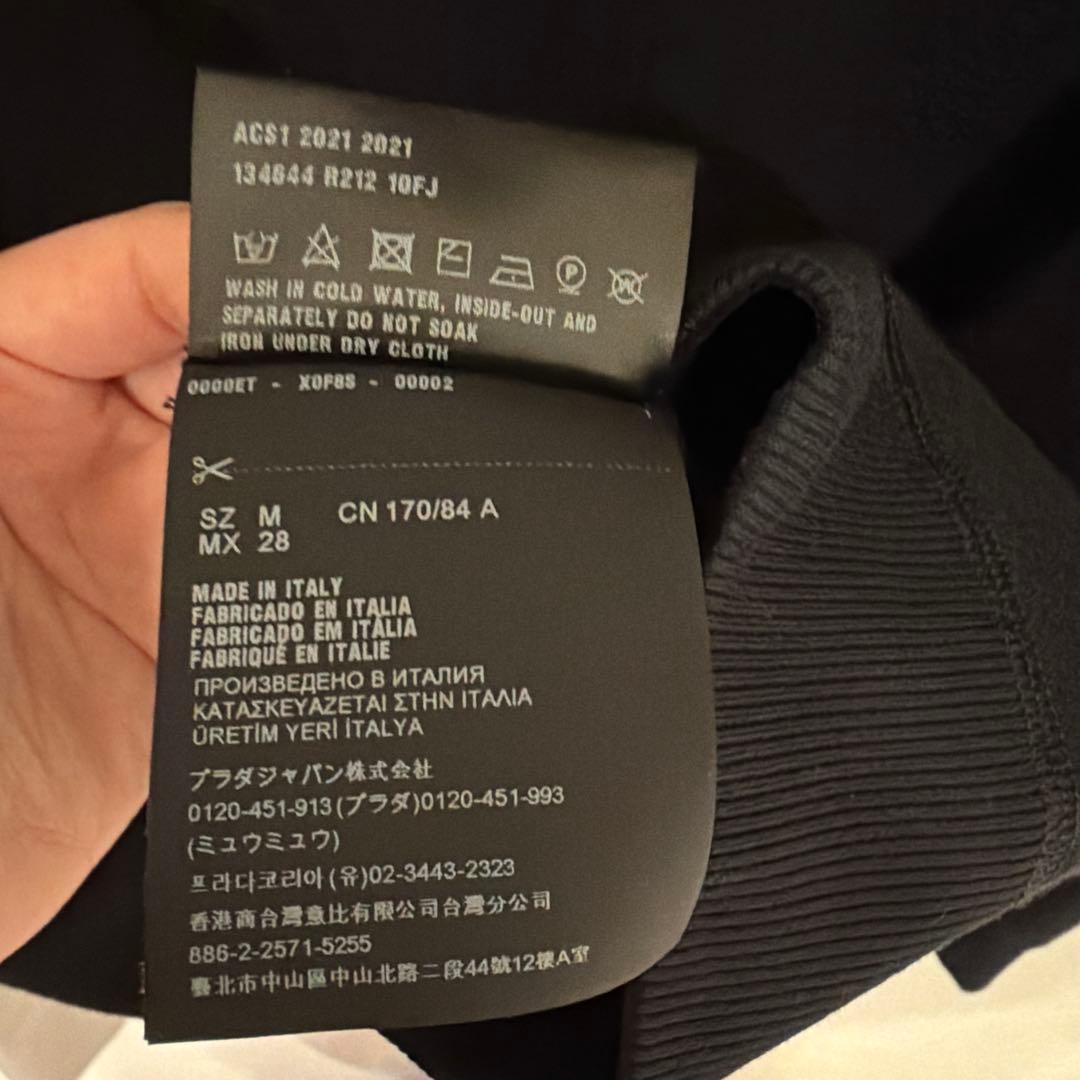 ACS1 2021 2021
134644 R212 10FJ
P
W
WASH IN COLD WATER, INSIDE-OUT AND
SEPARATELY DO NOT SOAK
IRON UNDER DRY CLOTH
0000ET - X0F8S - 00002
SZ M CN 170/84 A
MX 28
MADE IN ITALY
FABRICADO EN ITALIA
FABRICADO EM ITÁLIA
FABRIQUÉ EN ITALIE
ПРОИЗВЕДЕНО В ИТАЛИЯ
ΚΑΤΑΣΚΕΥΑΖΕΤΑΙ ΣΤΗΝ ΙΤΑΛΙΑ
ÜRETİM YERİ İTALYA
プラダジャパン株式会社
0120-451-913(プラダ)0120-451-993
(ミュウミュウ)
프라다코리아(유)02-3443-2323
香港商台灣意比有限公司台灣分公司
886-2-2571-5255
臺北市中山區中山北路二段44號12樓A室